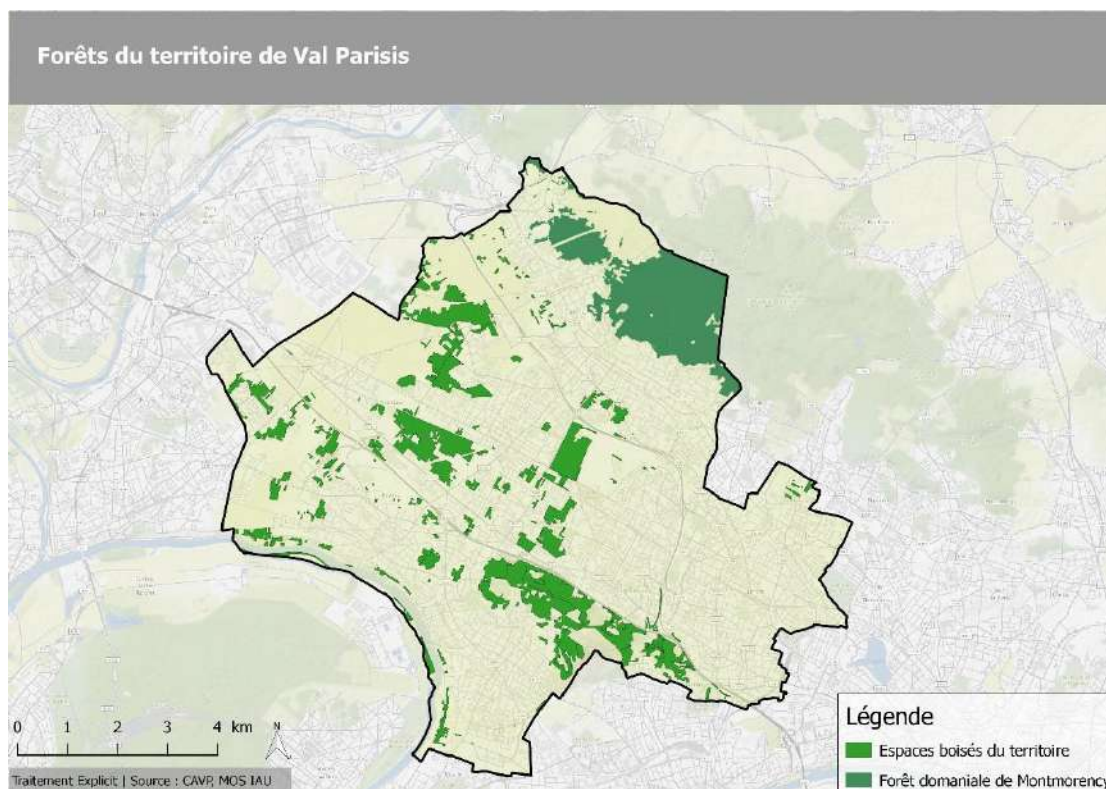 Forêts du territoire de Val Parisis
0 1 2 3 4 km
N
Traitement Explicit | Source : CAVP, MOS IAU
Légende
Espaces boisés du territoire
Forêt domaniale de Montmorency